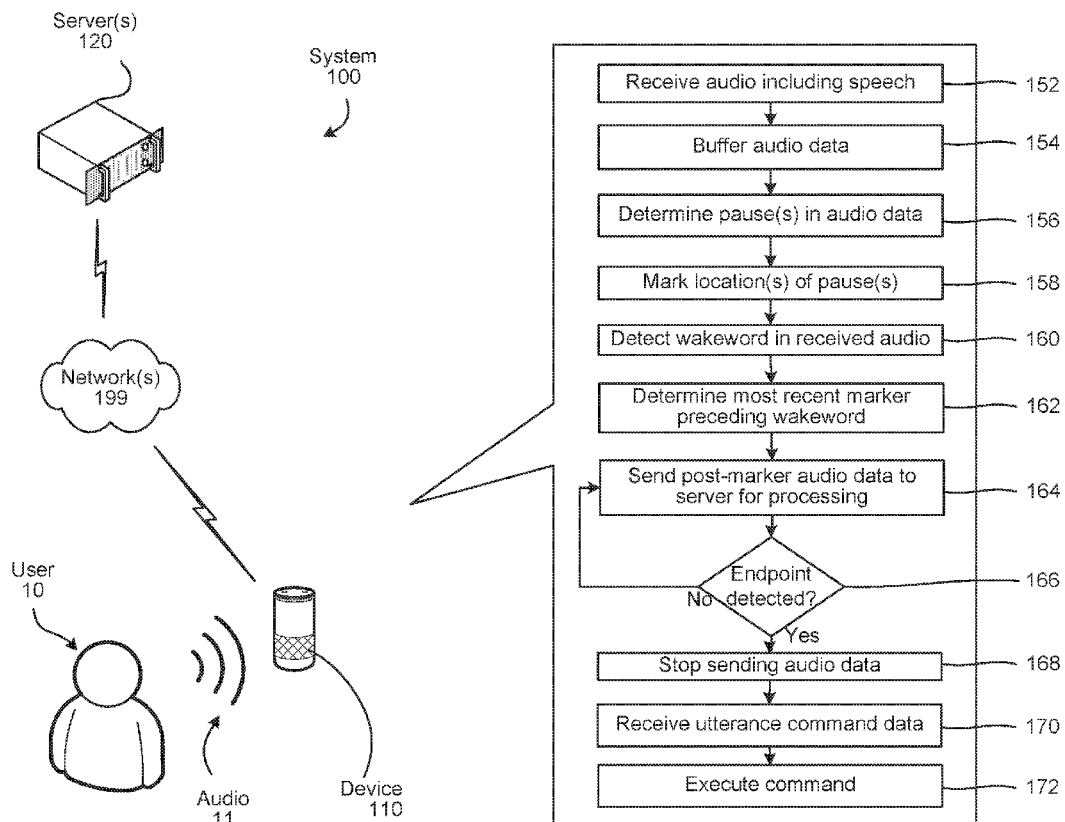 Server(s)
120
System
100
Network(s)
199
User
10
Audio
11
Device
110
Receive audio including speech
152
Buffer audio data
154
Determine pause(s) in audio data
156
Mark location(s) of pause(s)
158
Detect wakeword in received audio
160
Determine most recent marker
preceding wakeword
162
Send post-marker audio data to
server for processing
164
Endpoint
detected?
No
166
Yes
Stop sending audio data
168
Receive utterance command data
170
Execute command
172